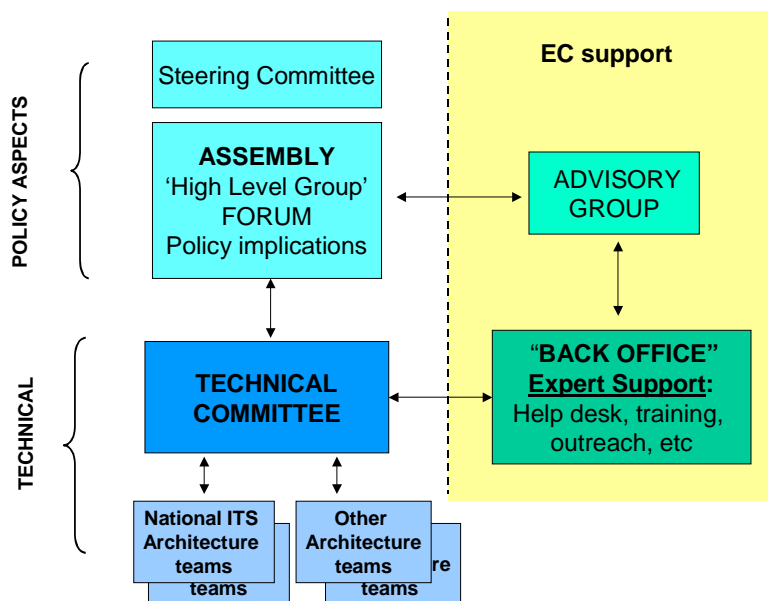 EC support
POLICY ASPECTS
Steering Committee
ASSEMBLY
‘High Level Group’
FORUM
Policy implications
ADVISORY
GROUP
TECHNICAL
TECHNICAL
COMMITTEE
“BACK OFFICE”
Expert Support:
Help desk, training,
outreach, etc
National ITS
Architecture
teams
teams
Other
Architecture
teams
re
teams